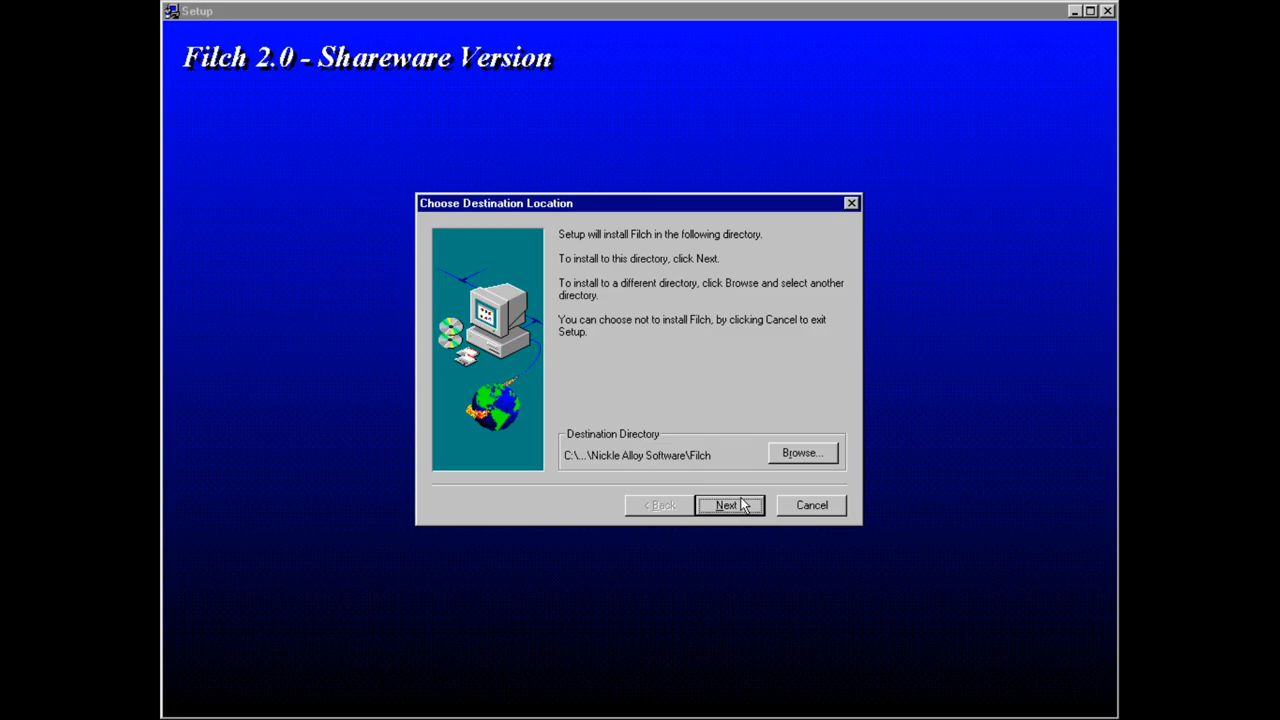 Setup
Filch 2.0 - Shareware Version
Choose Destination Location
Setup will install Filch in the following directory.
To install to this directory, click Next.
To install to a different directory, click Browse and select another
directory.
You can choose not to install Filch, by clicking Cancel to exit
Setup.
Destination Directory
C:\...\Nickle Alloy Software\Filch
Browse...
< Back
Next
Cancel